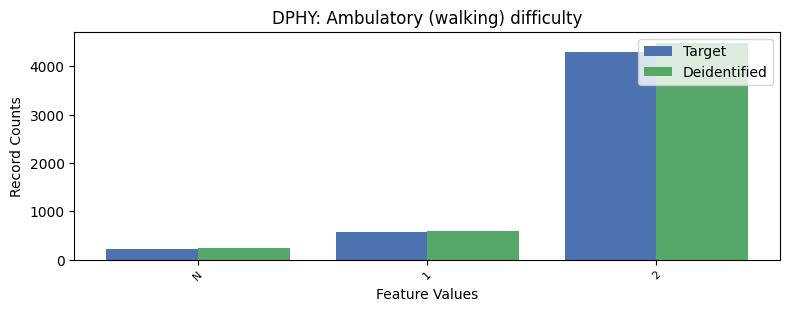 DPHY: Ambulatory (walking) difficulty
Target
Deidentified
Record Counts
4000
3000
2000
1000
0
N
1
2
Feature Values